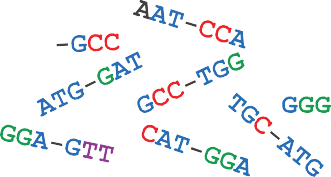 AAT-CCA
-GCC
ATG-GAT
GCC-TGG
GGG
TGC-ATG
GGA-GTT
CAT-GGA